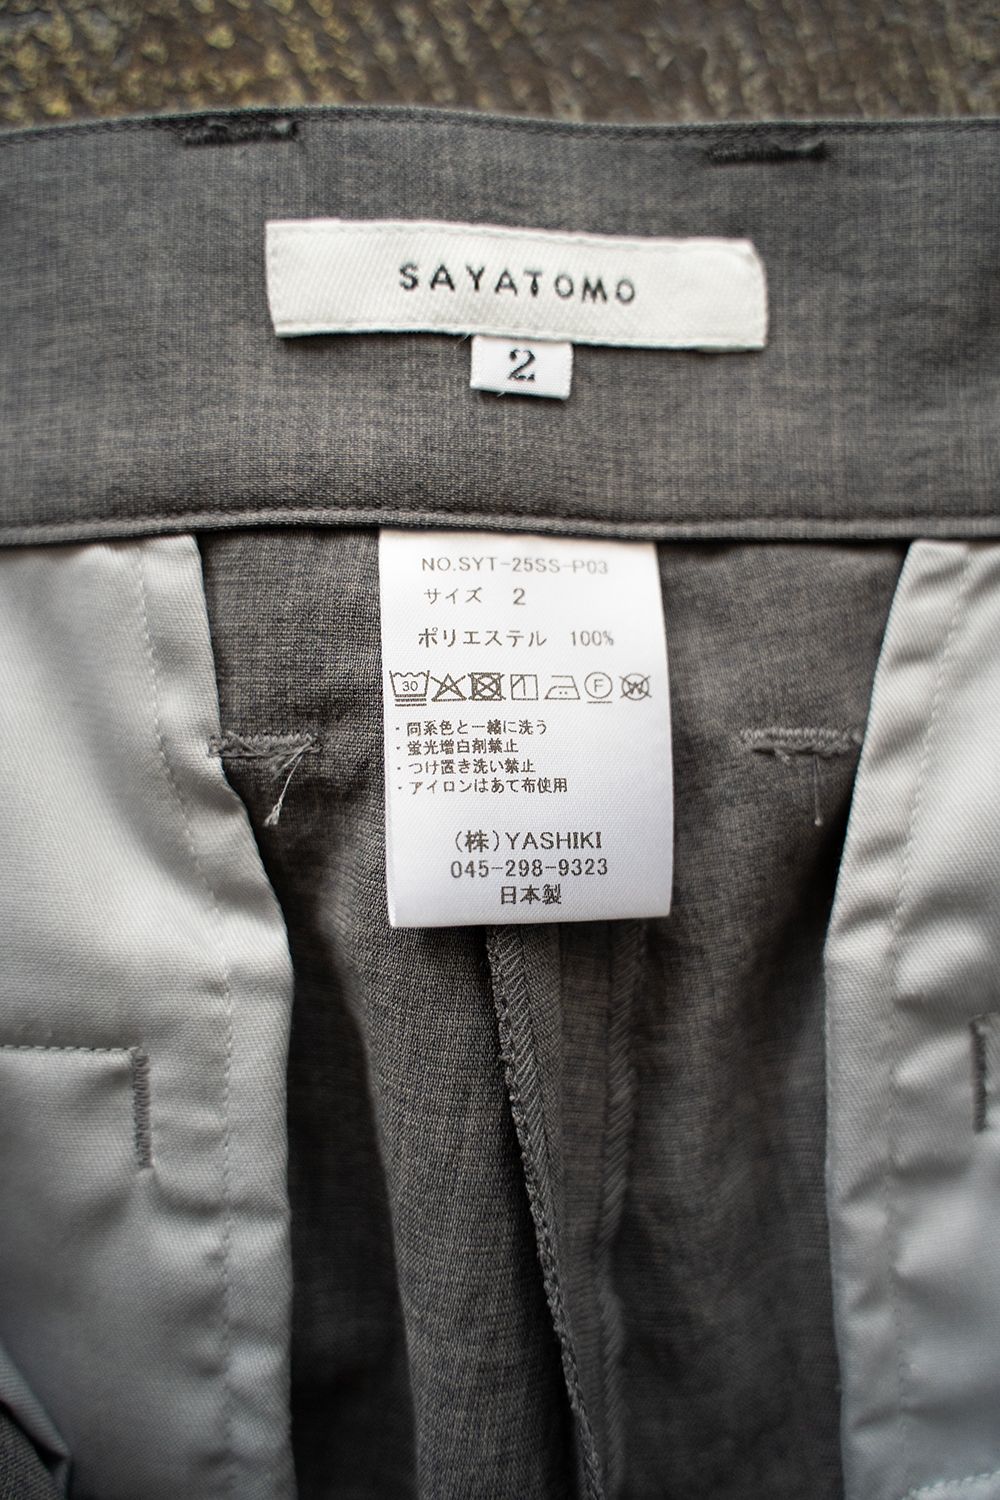 SAYATOMO
2
NO.SYT-25SS-P03
サイズ 2
ポリエステル 100%
30 F W
・同系色と一緒に洗う
・蛍光増白剤禁止
・つけ置き洗い禁止
・アイロンはあて布使用
(株)YASHIKI
045-298-9323
日本製